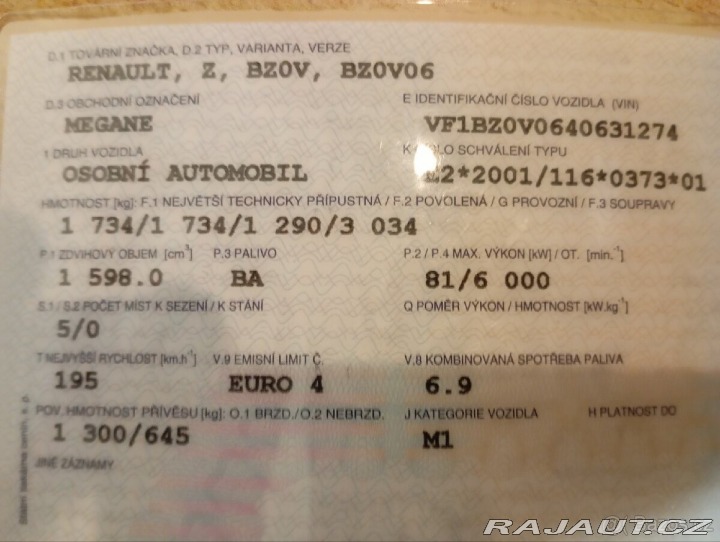 D.1 TOVÁRNÍ ZNAČKA, D.2 TYP, VARIANTA, VERZE
RENAULT, Z, BZ0V, BZ0V06
D.3 OBCHODNÍ OZNAČENÍ E IDENTIFIKAČNÍ ČÍSLO VOZIDLA (VIN)
MEGANE VF1BZ0V0640631274
1 DRUH VOZIDLA K ČÍSLO SCHVÁLENÍ TYPU
OSOBNÍ AUTOMOBIL E2*2001/116*0373*01
HMOTNOST [kg]: F.1 NEJVĚTŠÍ TECHNICKY PŘÍPUSTNÁ / F.2 POVOLENÁ / G PROVOZNÍ / F.3 SOUPRAVY
1 734/1 734/1 290/3 034
P.1 ZDVIHOVÝ OBJEM [cm³] P.3 PALIVO P.2 / P.4 MAX. VÝKON [kW] / OT. [min.⁻¹]
1 598.0 BA 81/6 000
S.1 / S.2 POČET MÍST K SEZENÍ / K STÁNÍ Q POMĚR VÝKON / HMOTNOST [kW.kg⁻¹]
5/0
T NEJVYŠŠÍ RYCHLOST [km.h⁻¹] V.9 EMISNÍ LIMIT Č. V.8 KOMBINOVANÁ SPOTŘEBA PALIVA
195 EURO 4 6.9
POV. HMOTNOST PŘÍVĚSU [kg]: O.1 BRZD./O.2 NEBRZD. J KATEGORIE VOZIDLA H PLATNOST DO
1 300/645 M1
JINÉ ZÁZNAMY
RAJAUT.CZ